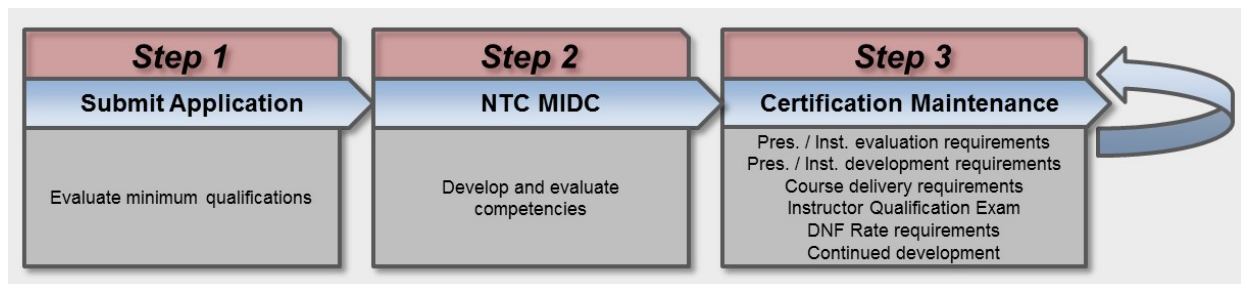 Step 1
Submit Application
Evaluate minimum qualifications
Step 2
NTC MIDC
Develop and evaluate
competencies
Step 3
Certification Maintenance
Pres. / Inst. evaluation requirements
Pres. / Inst. development requirements
Course delivery requirements
Instructor Qualification Exam
DNF Rate requirements
Continued development